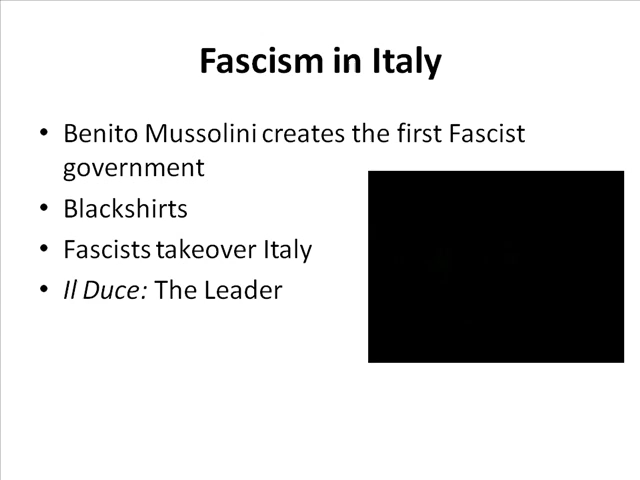 Fascism in Italy
• Benito Mussolini creates the first Fascist
government
• Blackshirts
• Fascists takeover Italy
• Il Duce: The Leader